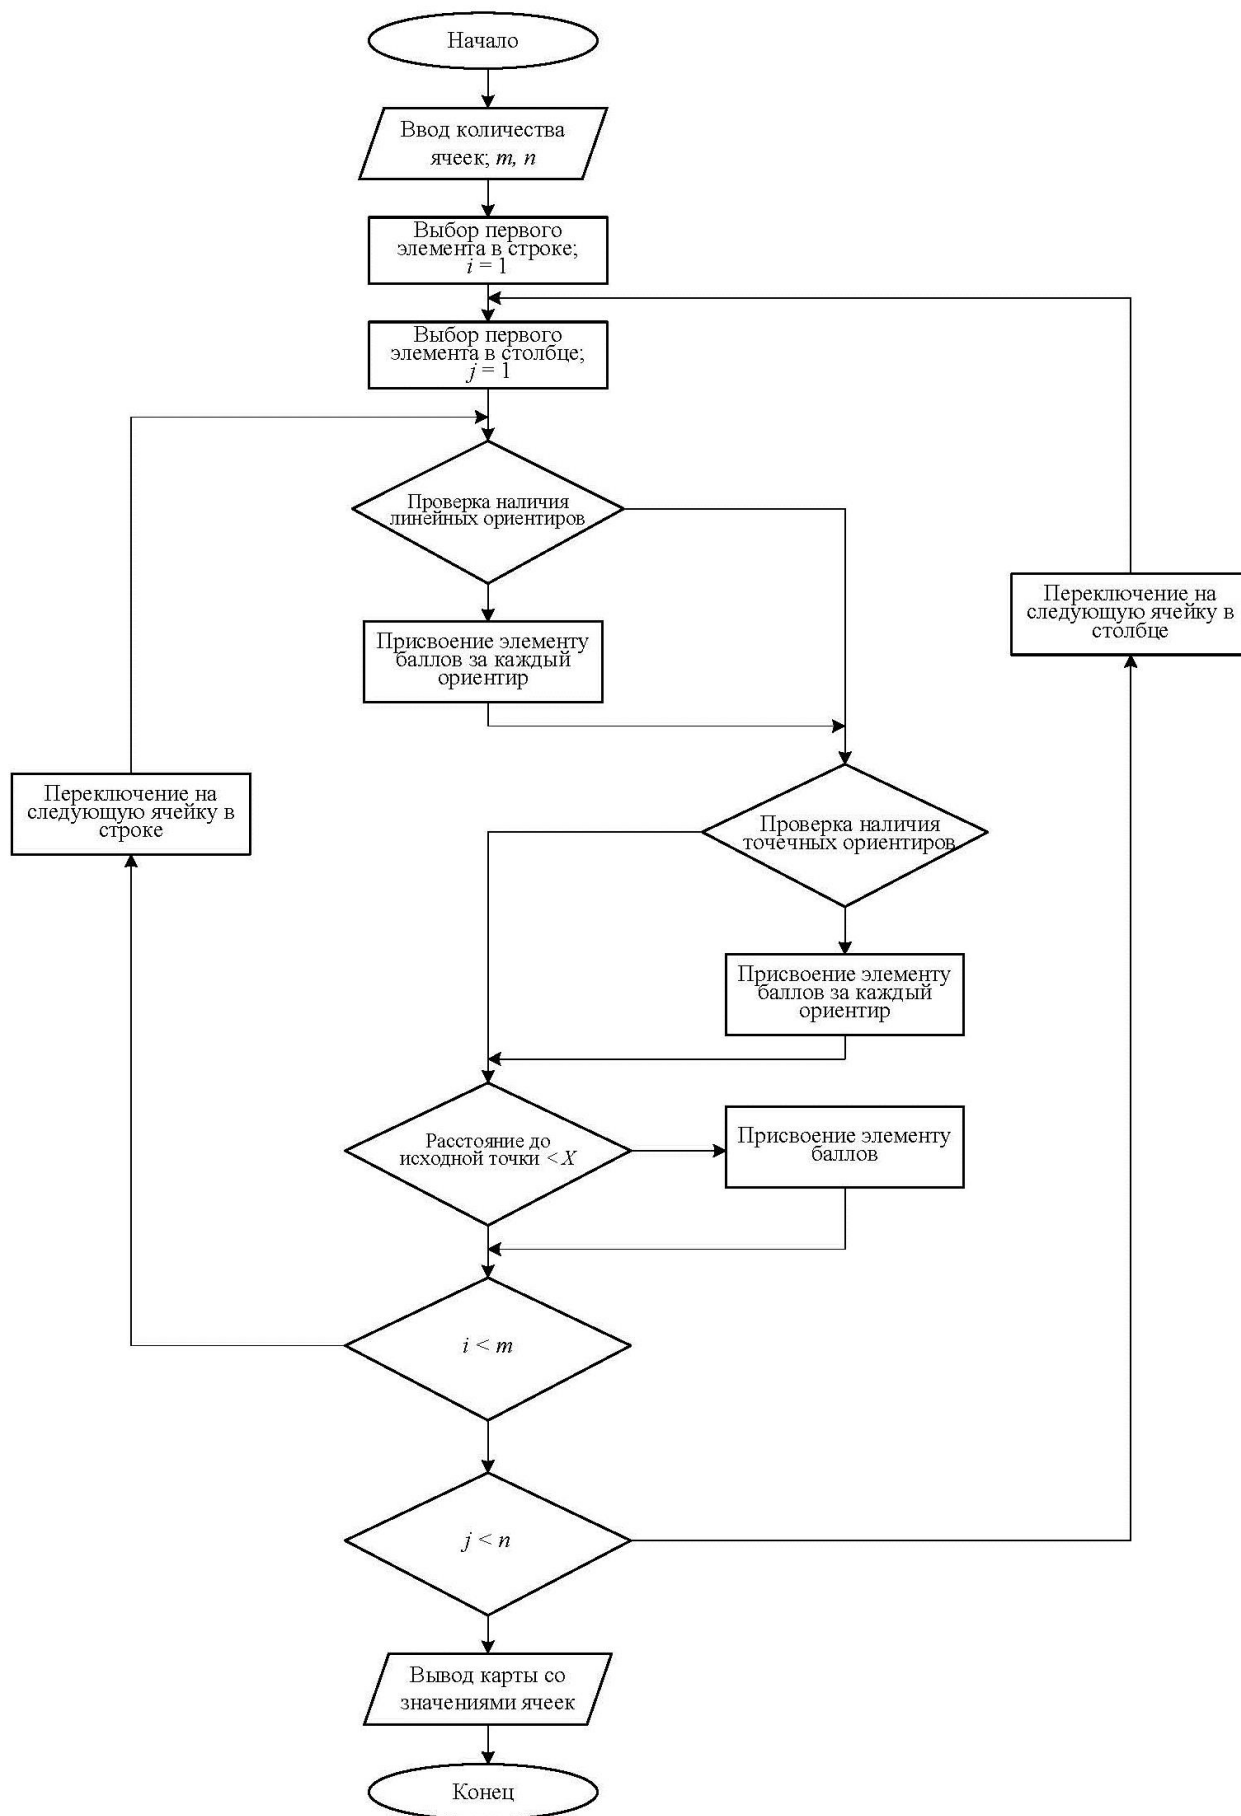 Начало
Ввод количества
ячеек; m, n
Выбор первого
элемента в строке;
i = 1
Выбор первого
элемента в столбце;
j = 1
Проверка наличия
линейных ориентиров
Переключение на
следующую ячейку в
столбце
Присвоение элементу
баллов за каждый
ориентир
Переключение на
следующую ячейку в
строке
Проверка наличия
точечных ориентиров
Присвоение элементу
баллов за каждый
ориентир
Расстояние до
исходной точки < X
Присвоение элементу
баллов
i < m
j < n
Вывод карты со
значениями ячеек
Конец